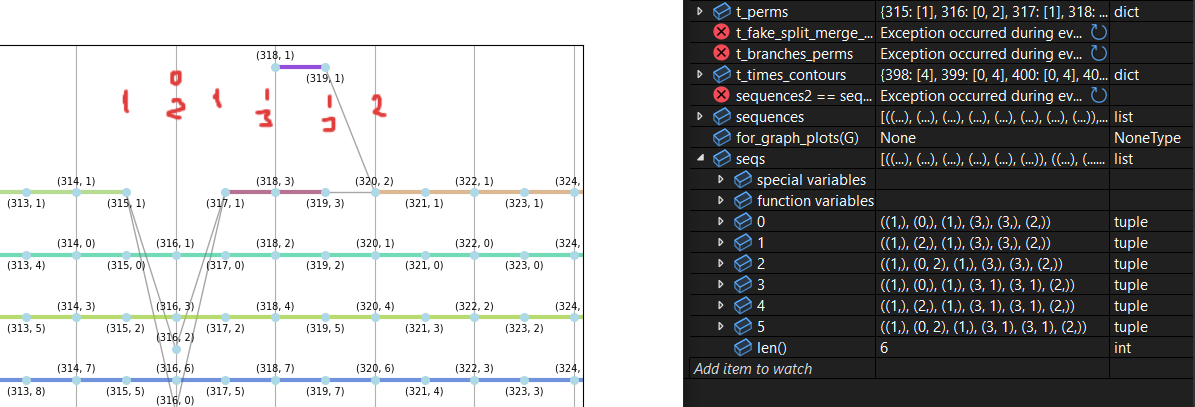 (318, 1)
(319, 1)
0
1 2 1 1 1 2
3 3
(314, 1) (318, 3) (320, 2) (322, 1) (324,
(313, 1) (315, 1) (317, 1) (319, 3) (321, 1) (323, 1)
(314, 0) (316, 1) (318, 2) (320, 1) (322, 0) (324,
(313, 4) (315, 0) (317, 0) (319, 2) (321, 0) (323, 0)
(314, 3) (316, 3) (318, 4) (320, 4) (322, 2) (324,
(313, 5) (315, 2) (317, 2) (319, 5) (321, 3) (323, 2)
(316, 2)
(314, 7) (316, 6) (318, 7) (320, 6) (322, 3) (324,
(313, 8) (315, 5) (317, 5) (319, 7) (321, 4) (323, 3)
(316, 0)
t_perms {315: [1], 316: [0, 2], 317: [1], 318: ... dict
t_fake_split_merge_... Exception occurred during ev...
t_branches_perms Exception occurred during ev...
t_times_contours {398: [4], 399: [0, 4], 400: [0, 4], 40... dict
sequences2 == seq... Exception occurred during ev...
sequences [((...), (...), (...), (...), (...), (...), (...), (...)),... list
for_graph_plots(G) None NoneType
seqs [((...), (...), (...), (...), (...), (...)), ((...), (...... list
special variables
function variables
0 ((1,), (0,), (1,), (3,), (3,), (2,)) tuple
1 ((1,), (2,), (1,), (3,), (3,), (2,)) tuple
2 ((1,), (0, 2), (1,), (3,), (3,), (2,)) tuple
3 ((1,), (0,), (1,), (3, 1), (3, 1), (2,)) tuple
4 ((1,), (2,), (1,), (3, 1), (3, 1), (2,)) tuple
5 ((1,), (0, 2), (1,), (3, 1), (3, 1), (2,)) tuple
len() 6 int
Add item to watch